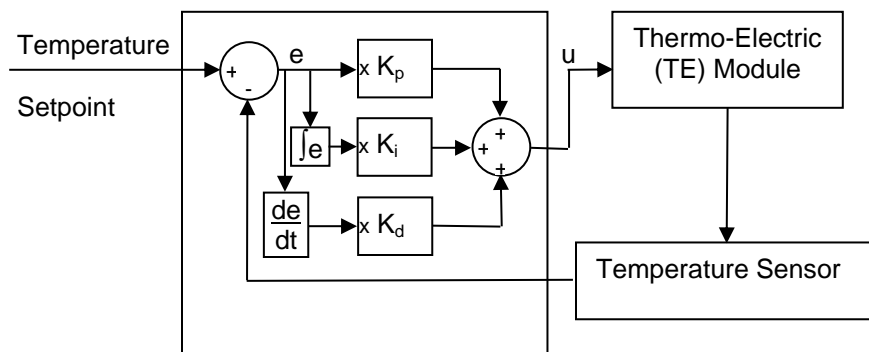 Temperature
Setpoint
+
-
e
x Kp
∫e
x Ki
de
dt
x Kd
+
+
+
u
Thermo-Electric
(TE) Module
Temperature Sensor